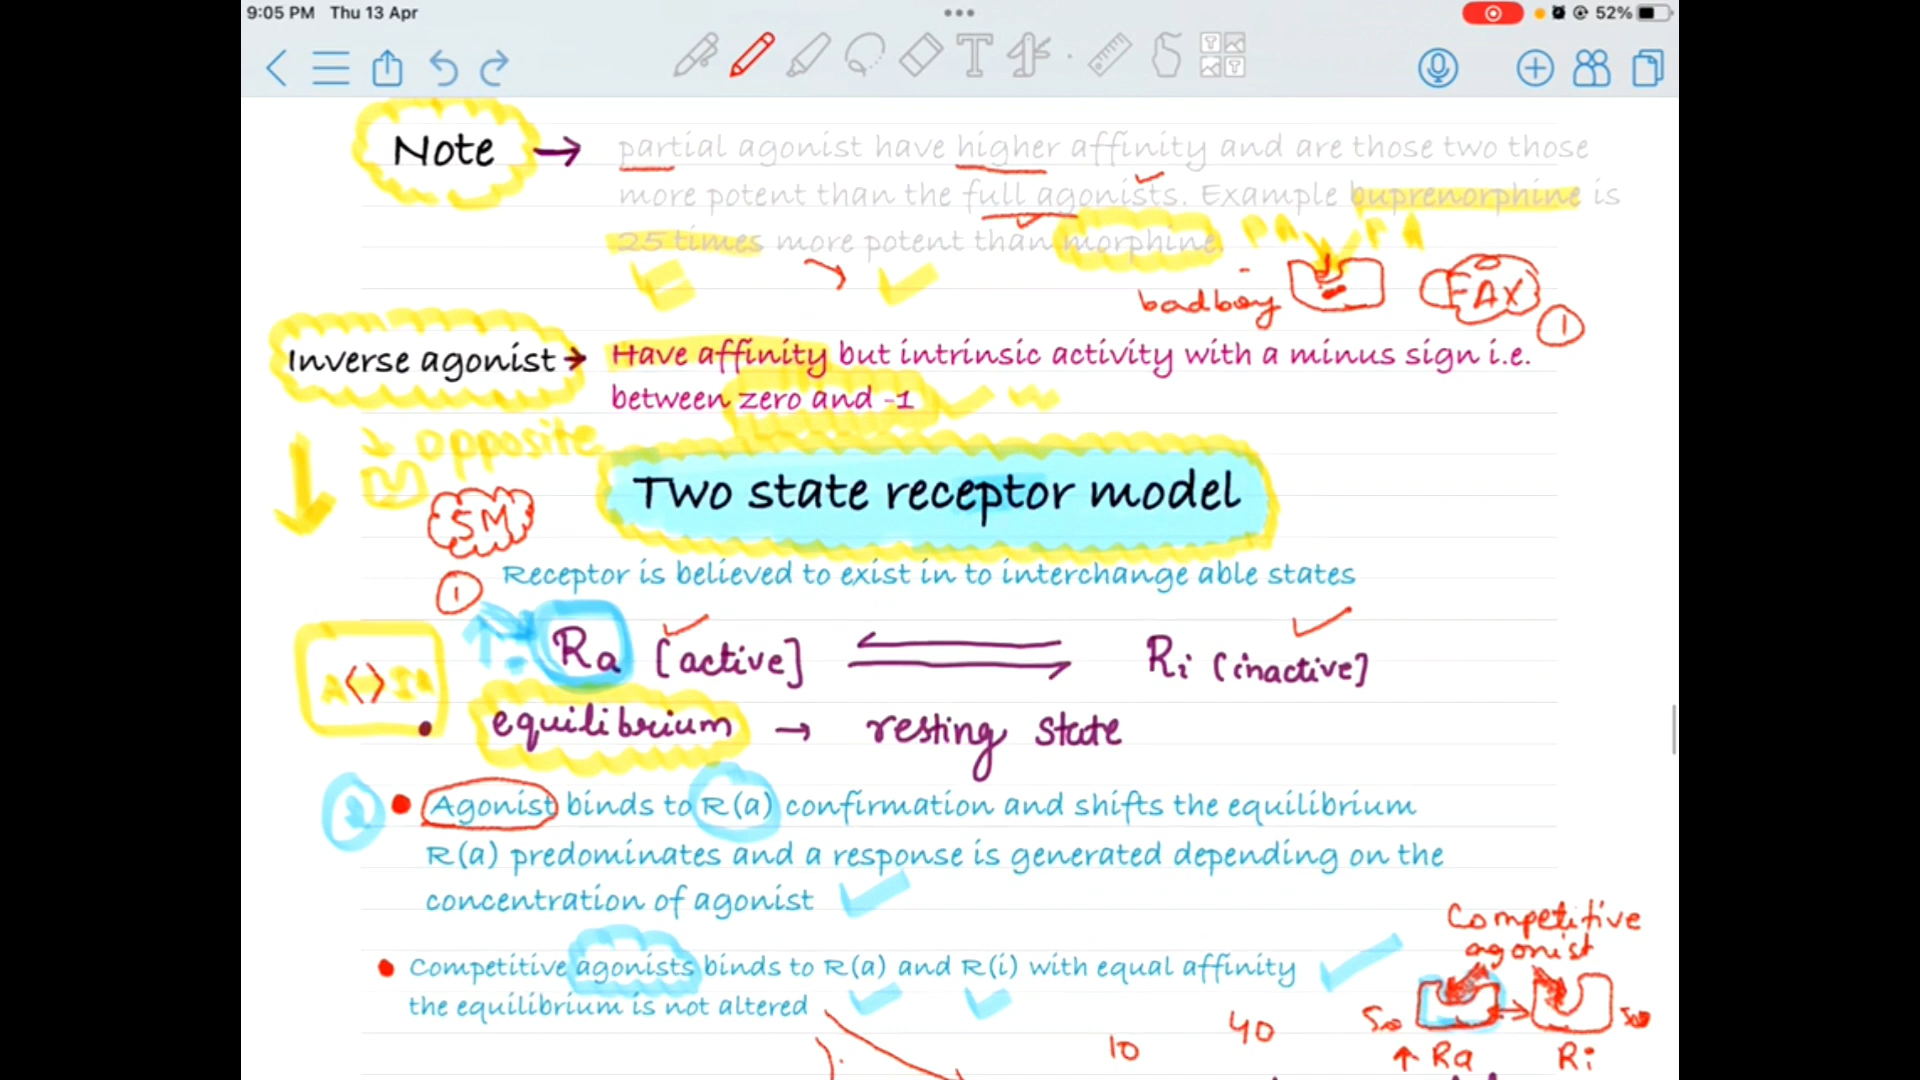 9:05 PM Thu 13 Apr
52%
Note →
partial agonist have higher affinity and are those two those
more potent than the full agonists. Example buprenorphine is
25 times more potent than morphine.
PA
bad boy
FAX
1
Inverse agonist → Have affinity but intrinsic activity with a minus sign i.e.
between zero and -1
opposite
Two state receptor model
SM
Receptor is believed to exist in to interchange able states
1
Ra [active] Ri [inactive]
A <> IA
equilibrium → resting state
2
Agonist binds to R(a) confirmation and shifts the equilibrium
R(a) predominates and a response is generated depending on the
concentration of agonist
Competitive agonists binds to R(a) and R(i) with equal affinity
the equilibrium is not altered
Competitive
agonist
10
40
↑ Ra
Ri